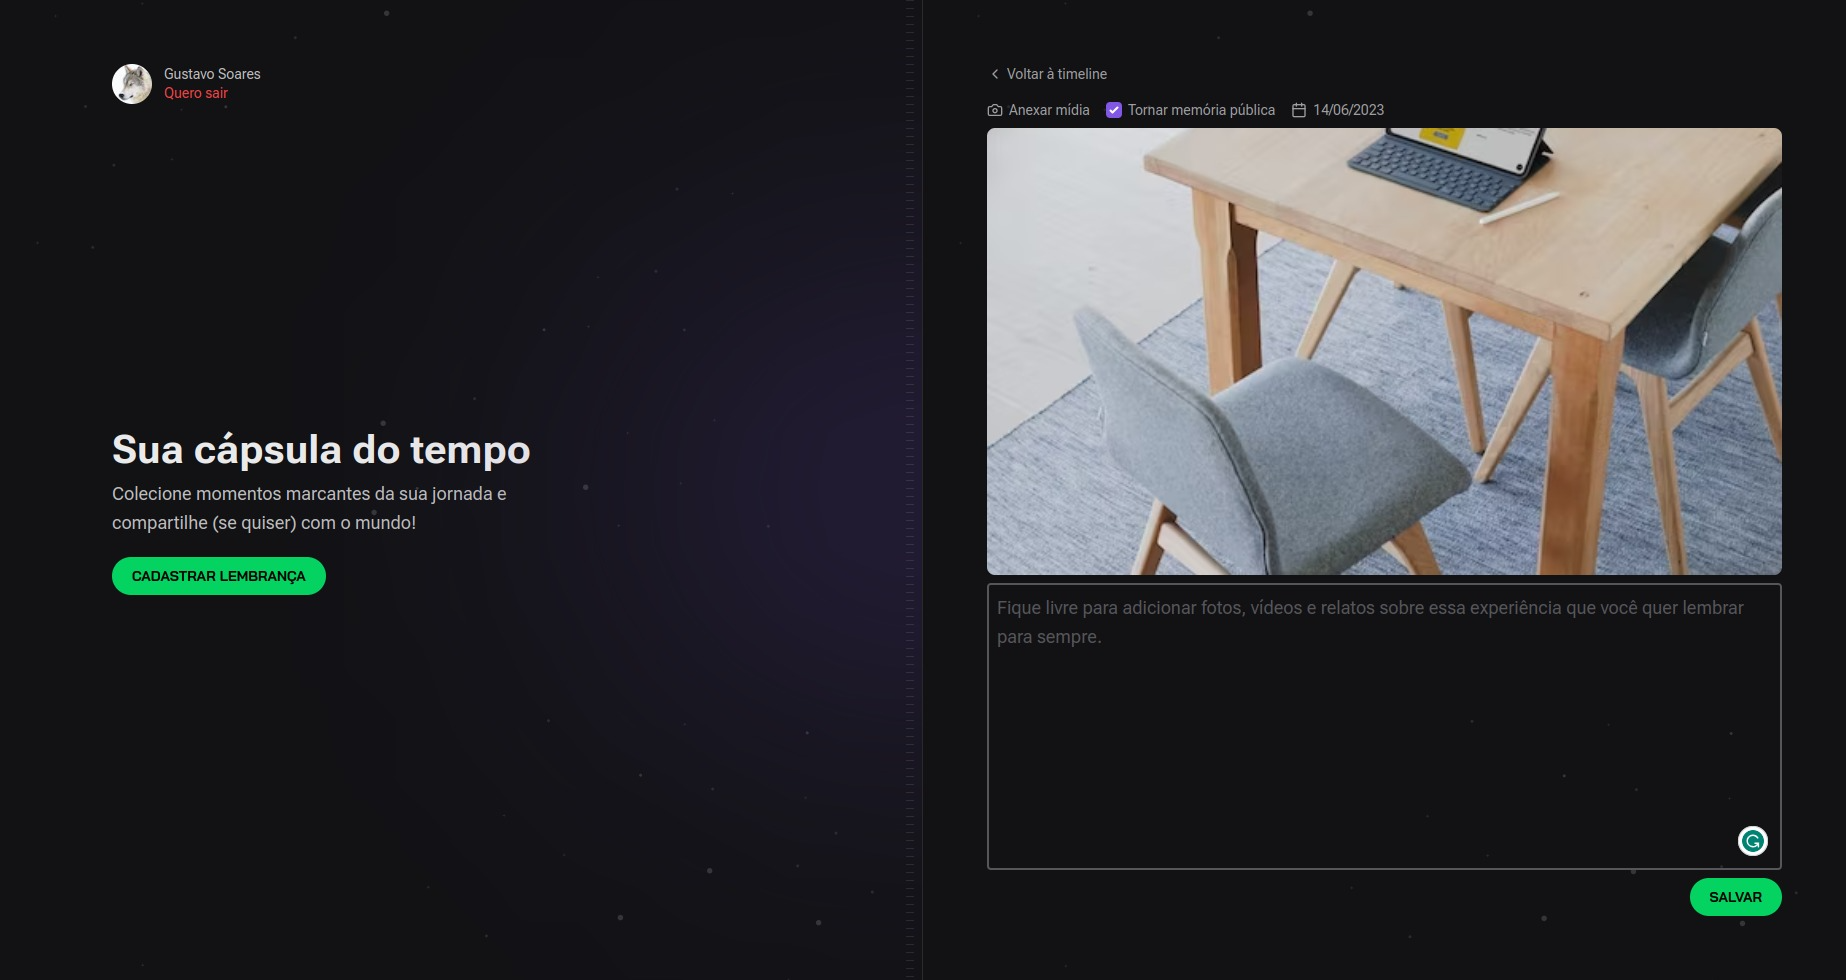 Gustavo Soares
Quero sair
Sua cápsula do tempo
Colecione momentos marcantes da sua jornada e
compartilhe (se quiser) com o mundo!
CADASTRAR LEMBRANÇA
Voltar à timeline
Anexar mídia Tornar memória pública 14/06/2023
Fique livre para adicionar fotos, vídeos e relatos sobre essa experiência que você quer lembrar
para sempre.
SALVAR